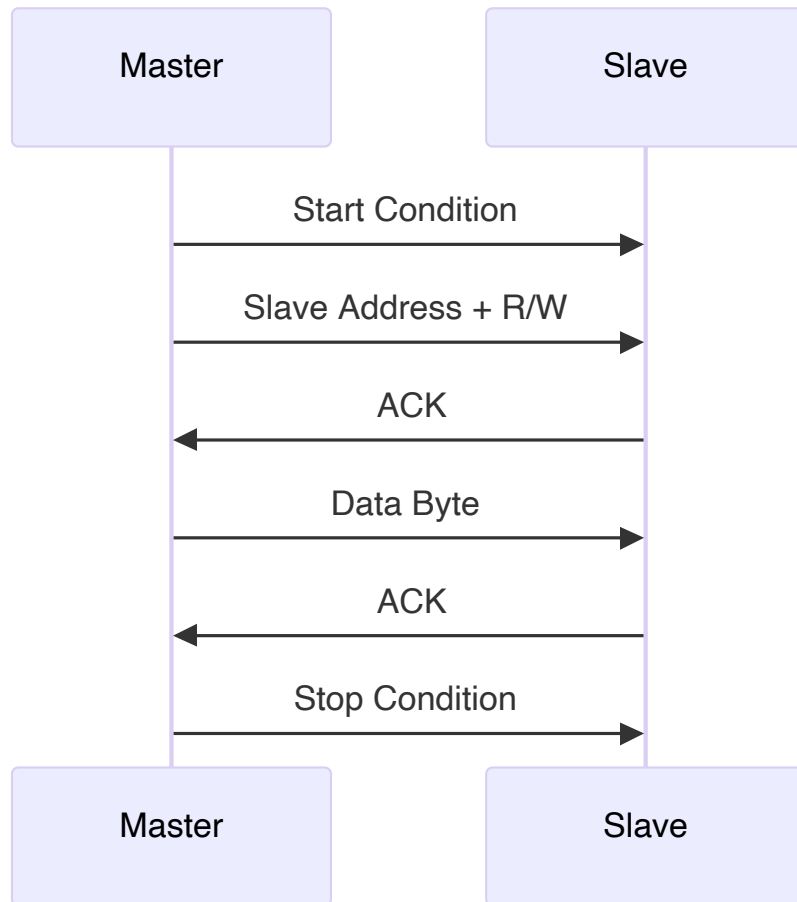 Master
Slave
Start Condition
Slave Address + R/W
ACK
Data Byte
ACK
Stop Condition
Master
Slave